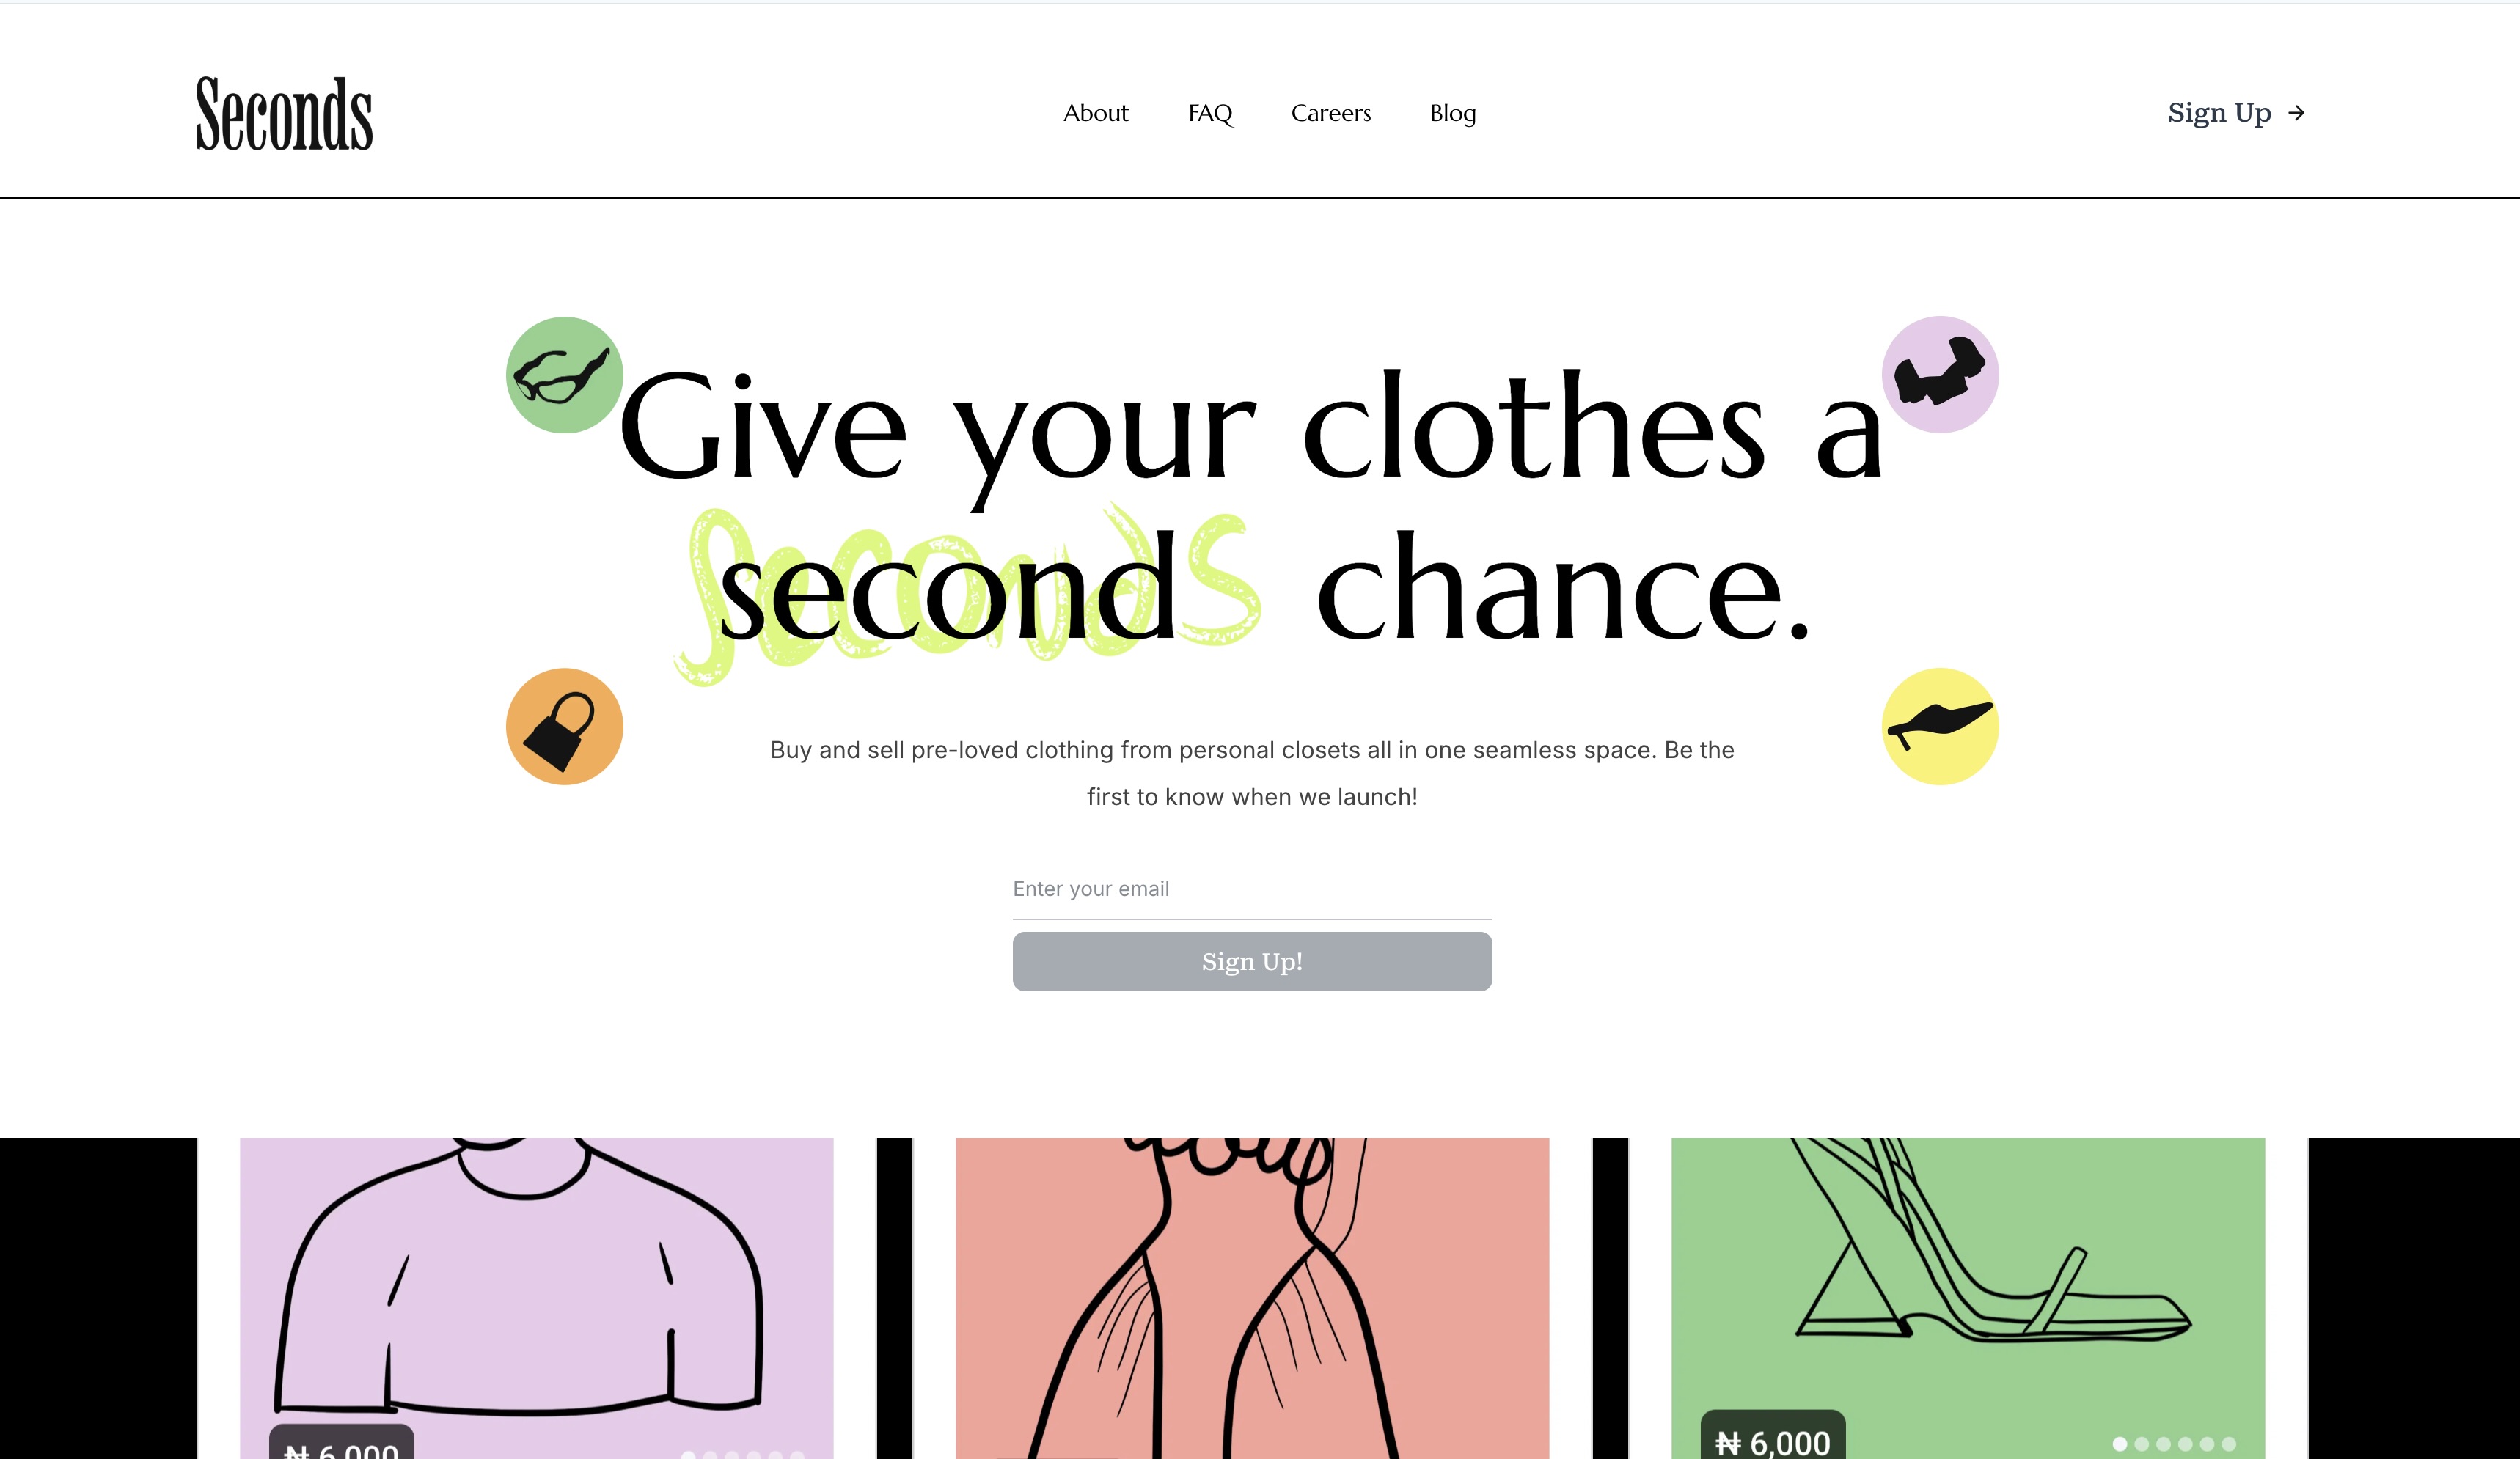 Seconds
About FAQ Careers Blog
Sign Up →
Give your clothes a
second chance.
Seconds
Buy and sell pre-loved clothing from personal closets all in one seamless space. Be the
first to know when we launch!
Enter your email
Sign Up!
₦ 6,000
₦ 6,000